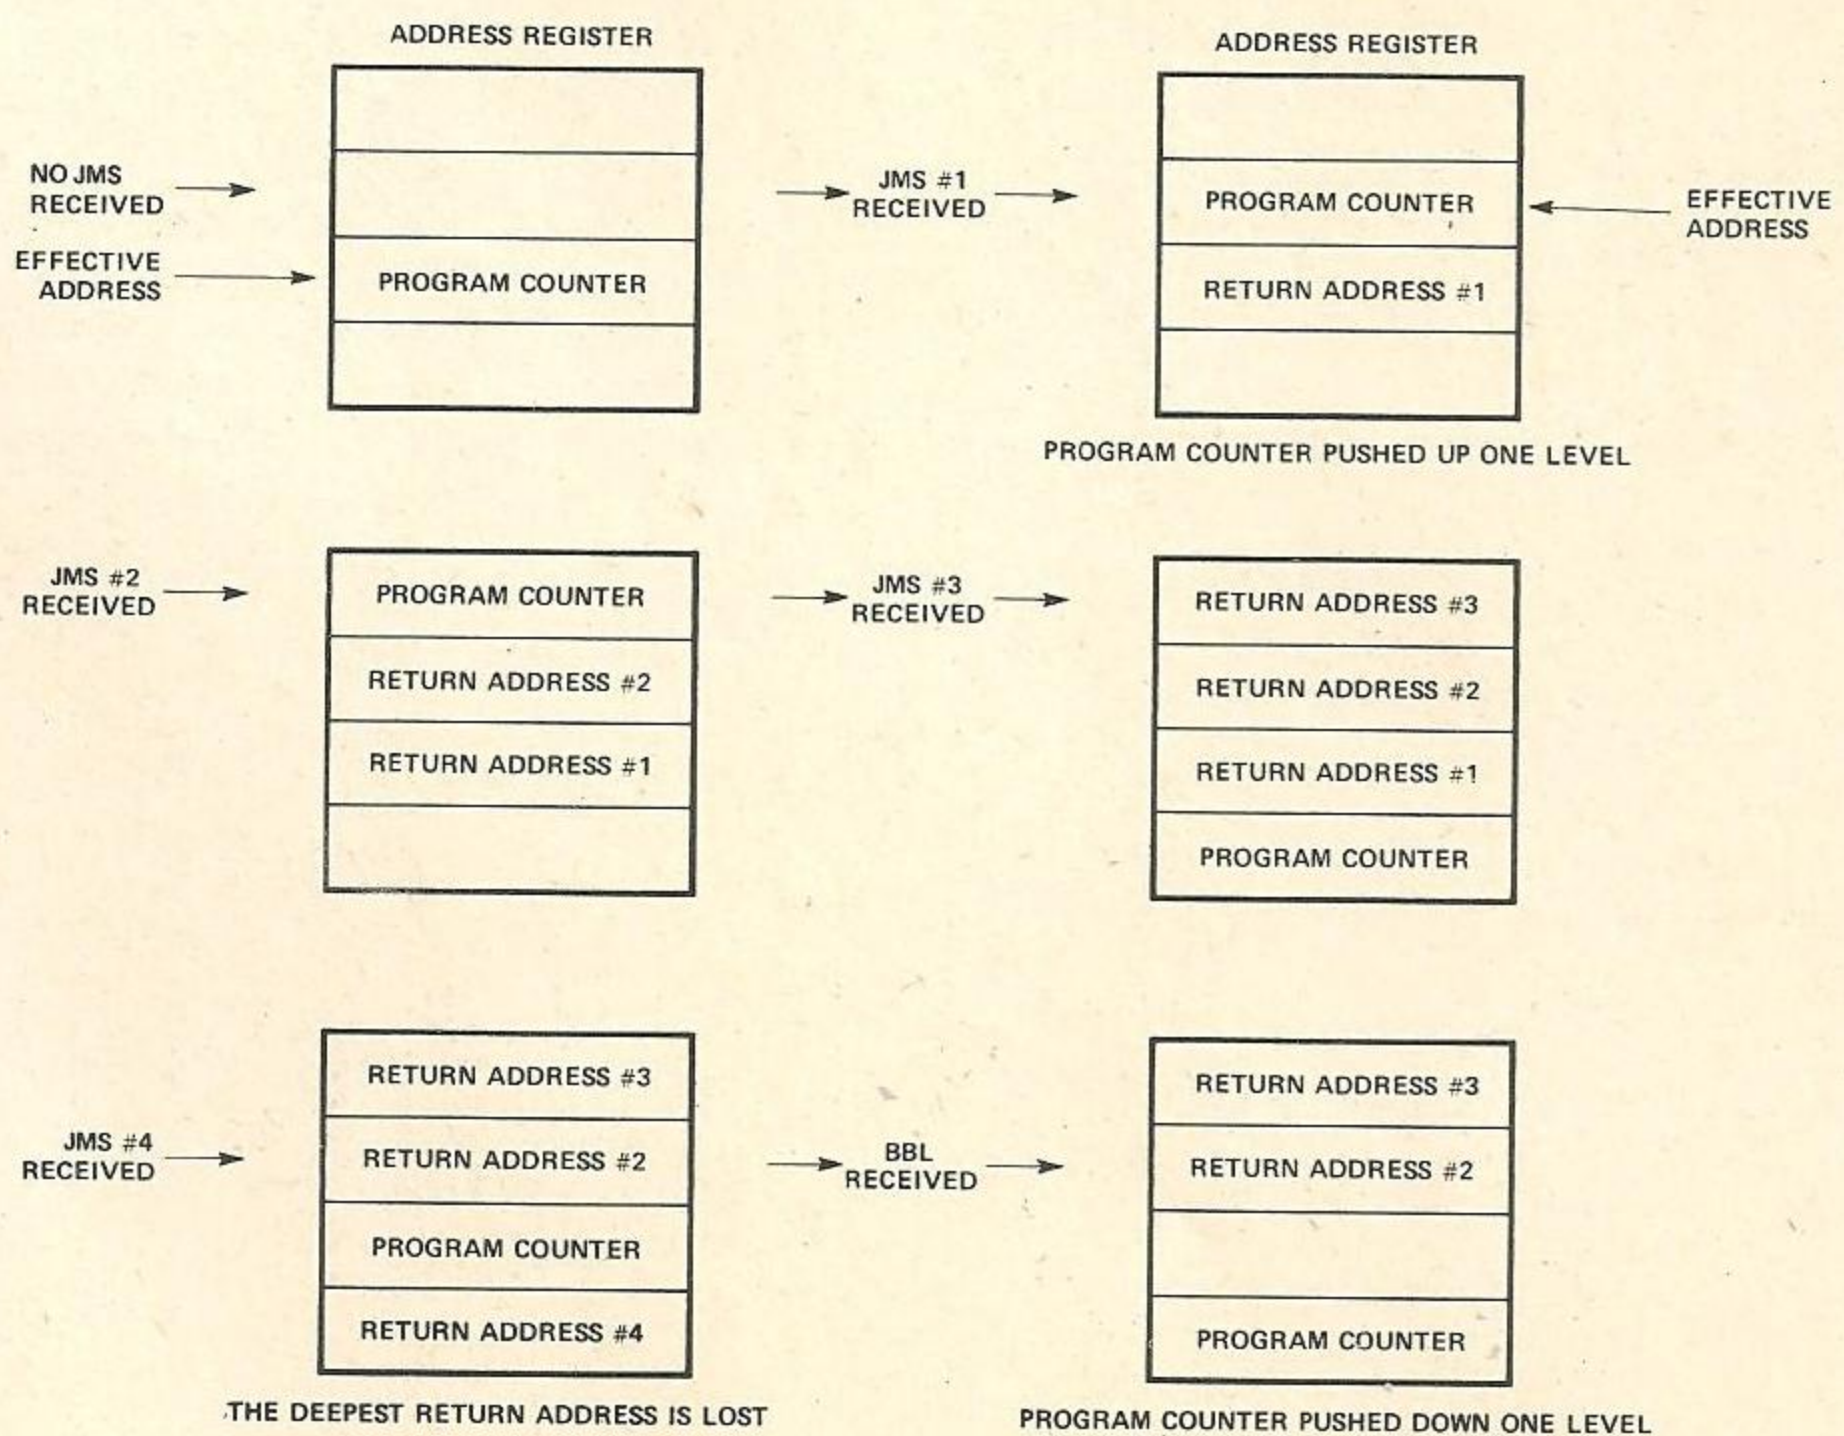 ADDRESS REGISTER
NO JMS
RECEIVED
EFFECTIVE
ADDRESS
PROGRAM COUNTER
JMS #1
RECEIVED
ADDRESS REGISTER
PROGRAM COUNTER
RETURN ADDRESS #1
EFFECTIVE
ADDRESS
PROGRAM COUNTER PUSHED UP ONE LEVEL
JMS #2
RECEIVED
PROGRAM COUNTER
RETURN ADDRESS #2
RETURN ADDRESS #1
JMS #3
RECEIVED
RETURN ADDRESS #3
RETURN ADDRESS #2
RETURN ADDRESS #1
PROGRAM COUNTER
JMS #4
RECEIVED
RETURN ADDRESS #3
RETURN ADDRESS #2
PROGRAM COUNTER
RETURN ADDRESS #4
THE DEEPEST RETURN ADDRESS IS LOST
BBL
RECEIVED
RETURN ADDRESS #3
RETURN ADDRESS #2
PROGRAM COUNTER
PROGRAM COUNTER PUSHED DOWN ONE LEVEL